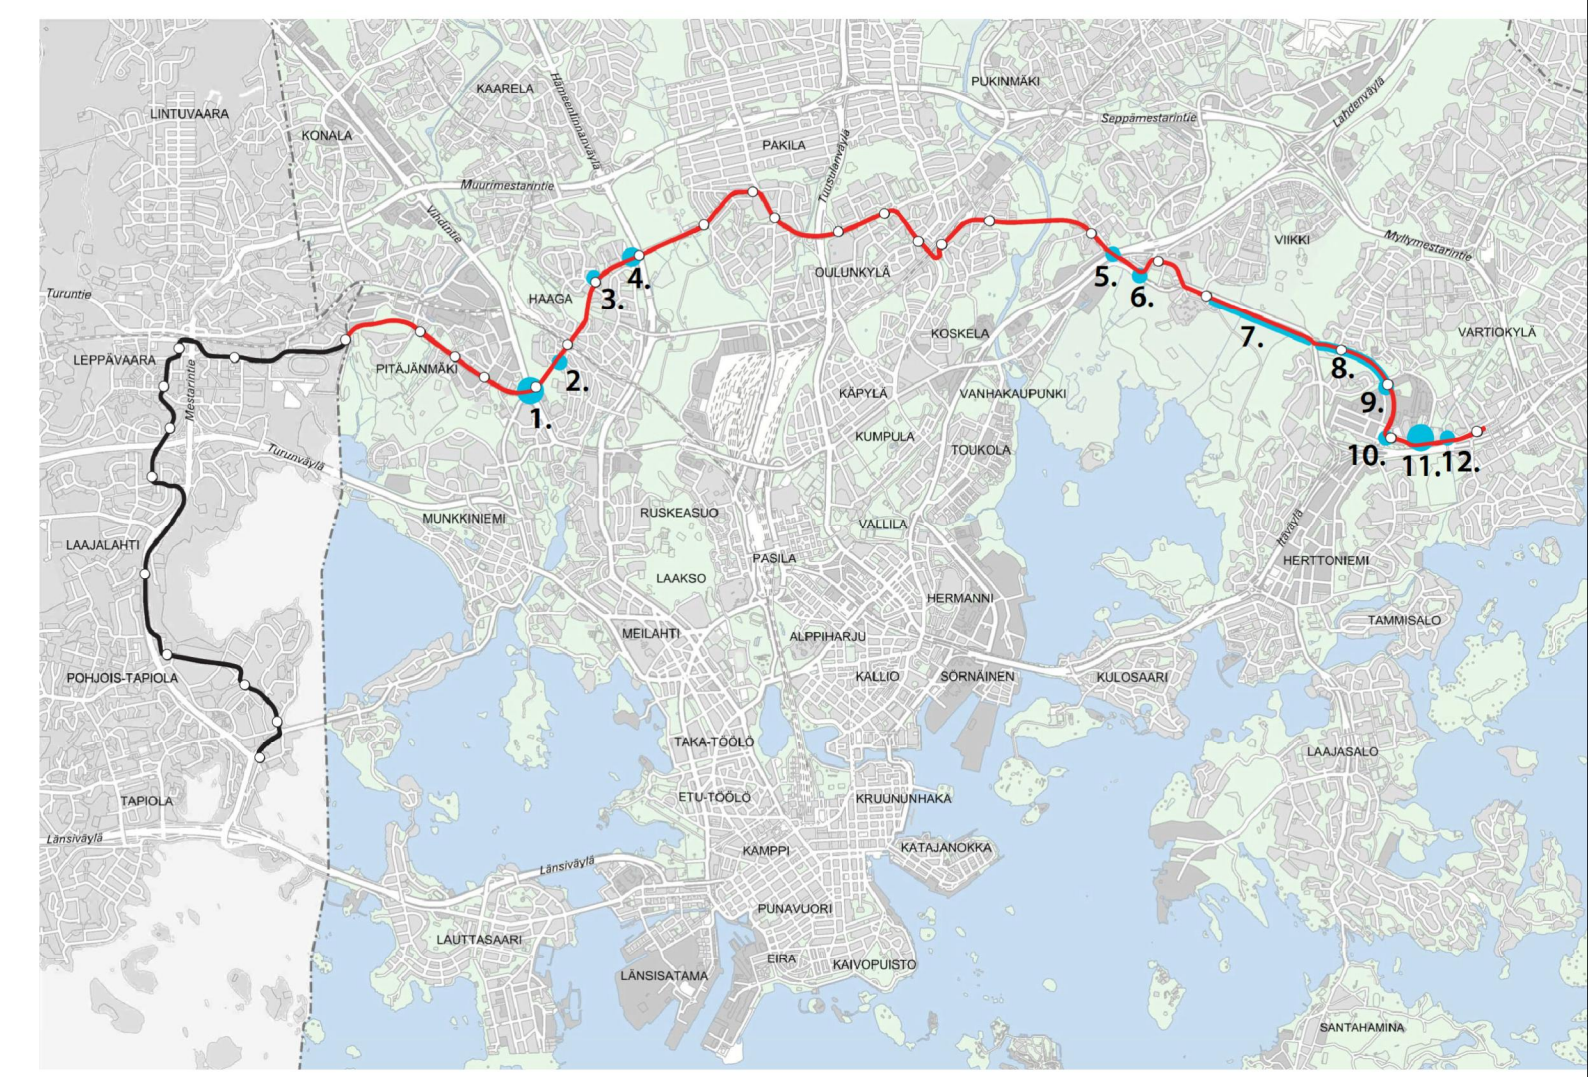 PUKINMÄKI
KAARELA
Hämeenlinnanväylä
Lahdenväylä
LINTUVAARA
Seppämestarintie
KONALA
PAKILA
Tuusulanväylä
Muurimestarintie
Vihdintie
VIIKKI
Myllymestarintie
OULUNKYLÄ
5.
4.
6.
Turuntie
HAAGA
3.
7.
KOSKELA
VARTIOKYLÄ
LEPPÄVAARA
PITÄJÄNMÄKI
8.
2.
Mestarintie
KÄPYLÄ
VANHAKAUPUNKI
9.
1.
KUMPULA
TOUKOLA
Turunväylä
10.
11.
12.
RUSKEASUO
MUNKKINIEMI
VALLILA
Itäväylä
LAAJALAHTI
PASILA
HERTTONIEMI
LAAKSO
HERMANNI
TAMMISALO
MEILAHTI
ALPPIHARJU
POHJOIS-TAPIOLA
KALLIO
SÖRNÄINEN
KULOSAARI
TAKA-TÖÖLÖ
LAAJASALO
TAPIOLA
ETU-TÖÖLÖ
KRUUNUNHAKA
Länsiväylä
KAMPPI
KATAJANOKKA
Länsiväylä
PUNAVUORI
LAUTTASAARI
EIRA
KAIVOPUISTO
LÄNSISATAMA
SANTAHAMINA